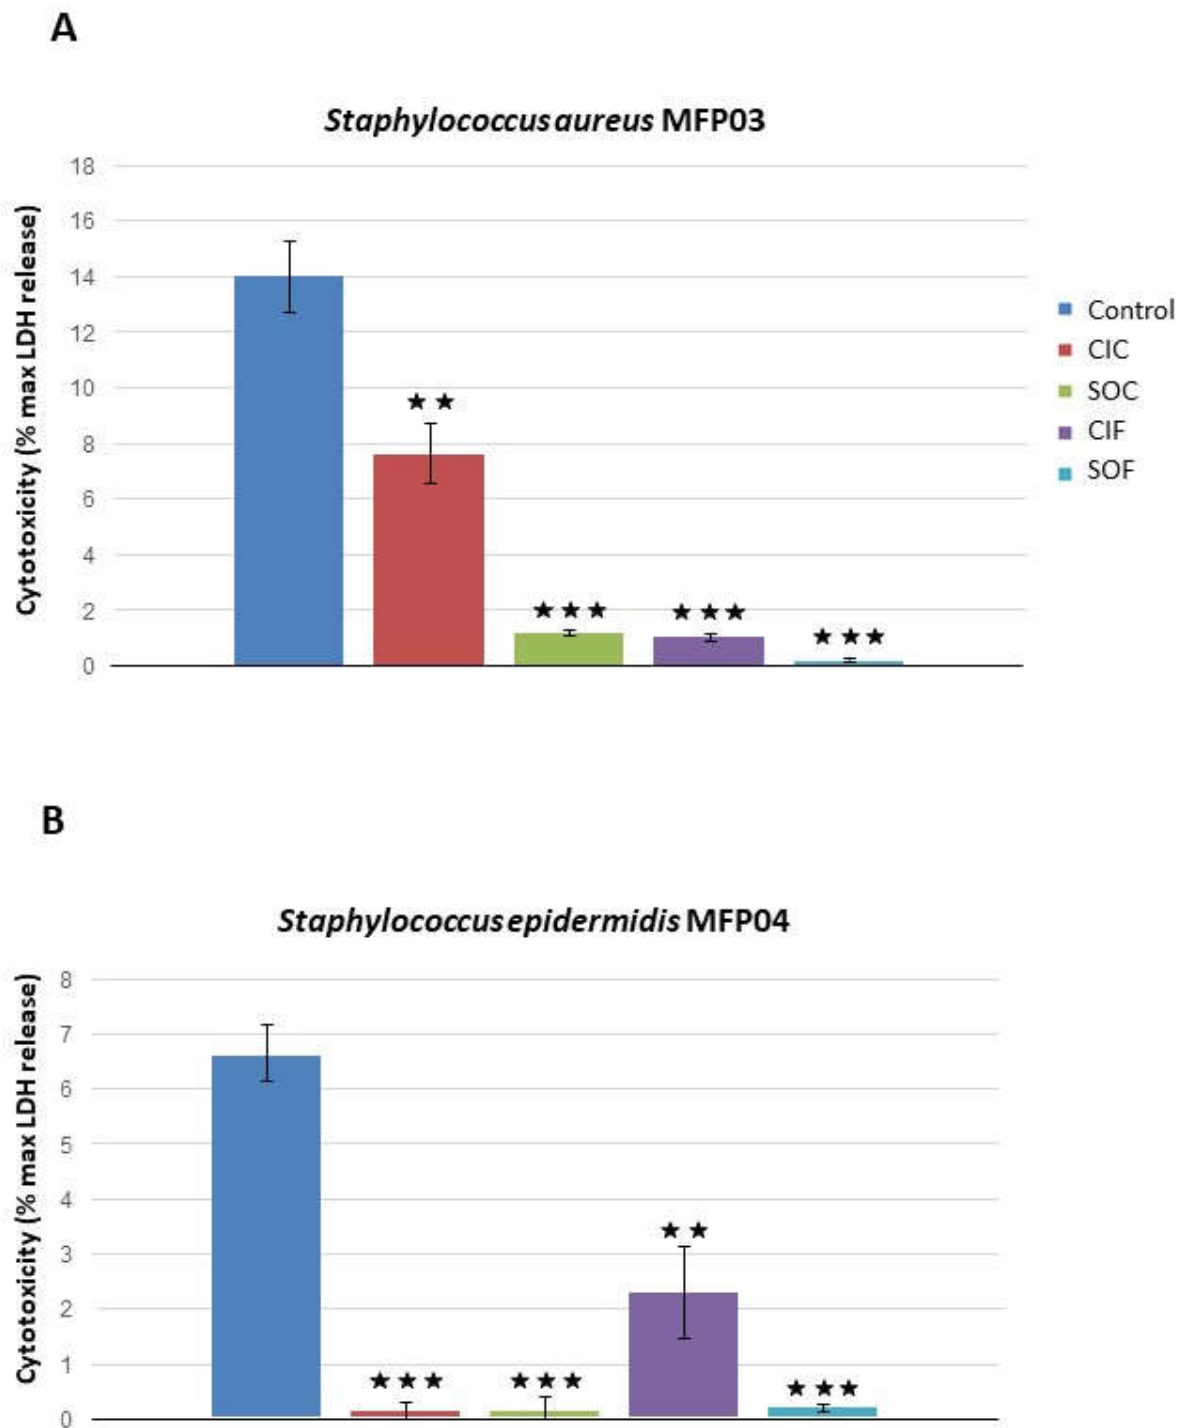 A
Staphylococcus aureus MFP03
Cytotoxicity (% max LDH release)
18
16
14
12
10
8
6
4
2
0
★ ★
★ ★ ★
★ ★ ★
★ ★ ★
Control
CIC
SOC
CIF
SOF
B
Staphylococcus epidermidis MFP04
Cytotoxicity (% max LDH release)
8
7
6
5
4
3
2
1
0
★ ★ ★
★ ★ ★
★ ★
★ ★ ★